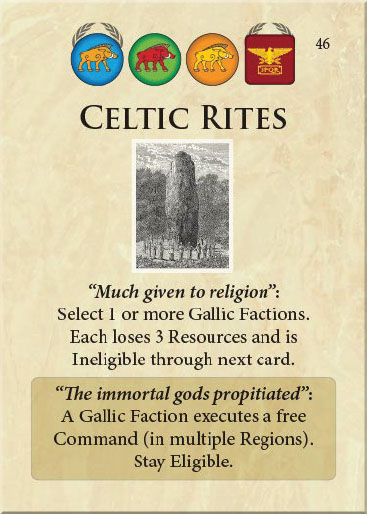 46
SPQR
CELTIC RITES
“Much given to religion”:
Select 1 or more Gallic Factions.
Each loses 3 Resources and is
Ineligible through next card.
“The immortal gods propitiated”:
A Gallic Faction executes a free
Command (in multiple Regions).
Stay Eligible.